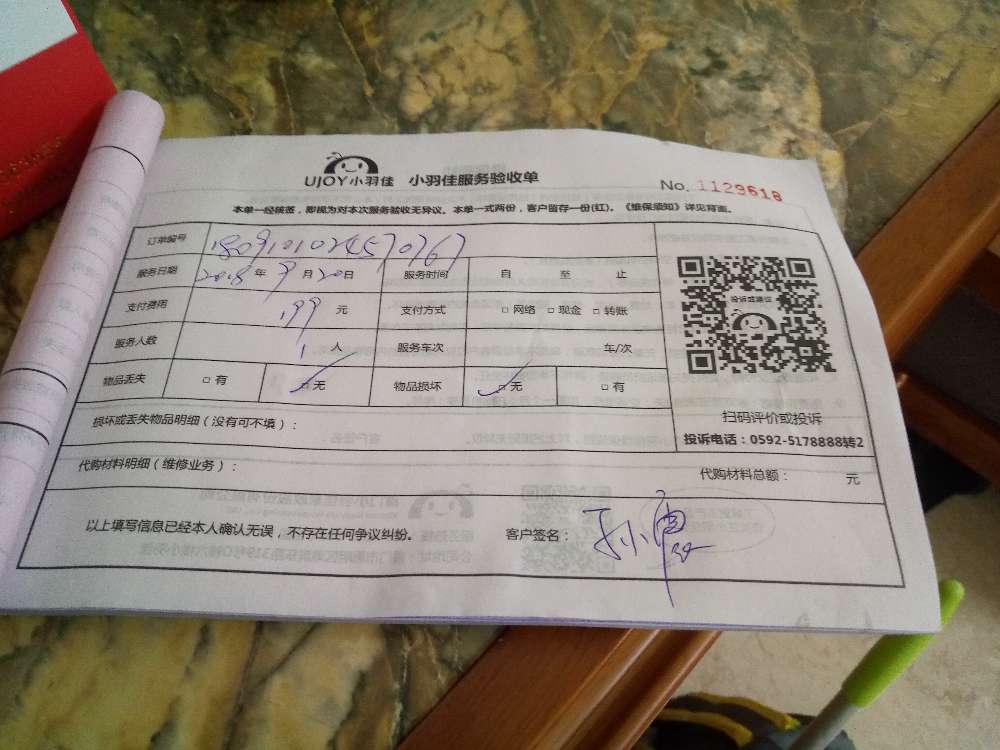 UJOY小羽佳 小羽佳服务验收单
No. 1129618
本单一经核签，即视为对本次服务验收无异议。本单一式两份，客户留存一份(红)。《维保须知》详见背面。
订单编号
服务日期 2018 年 9 月 20 日 服务时间 自 至 止
支付费用 199 元 支付方式 □ 网络 □ 现金 □ 转账
服务人数 1 人 服务车次 车/次
物品丢失 □ 有 □ 无 物品损坏 □ 无 □ 有
投诉或建议
扫码评价或投诉
投诉电话：0592-5178888转2
损坏或丢失物品明细（没有可不填）：
代购材料明细（维修业务）： 代购材料总额： 元
以上填写信息已经本人确认无误，不存在任何争议纠纷。 客户签名：